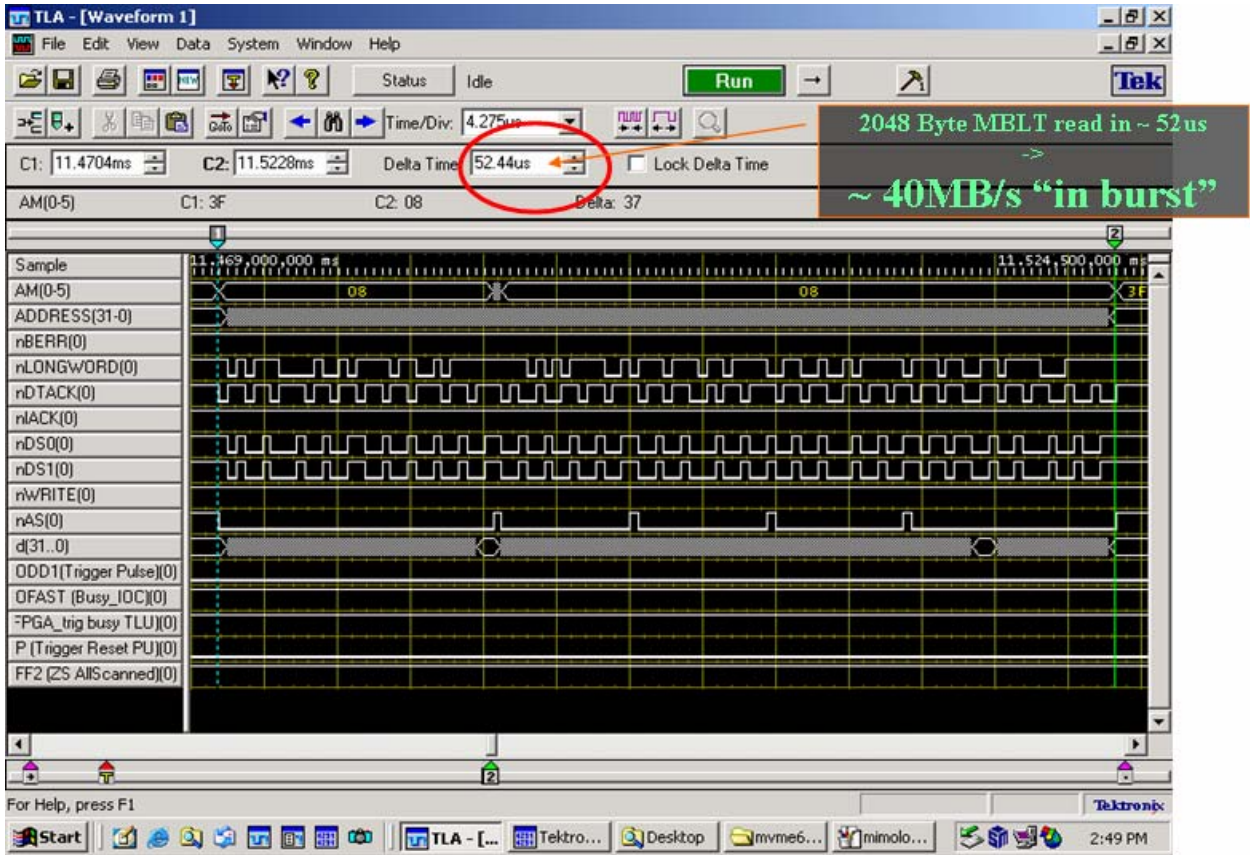 TLA - [Waveform 1]
File Edit View Data System Window Help
Status Idle Run Tek
Time/Div: 4.275us
2048 Byte MBLT read in ~ 52us
->
~ 40MB/s “in burst”
C1: 11.4704ms C2: 11.5228ms Delta Time: 52.44us Lock Delta Time
AM(0-5) C1: 3F C2: 08 Delta: 37
1 2
Sample 11.469,000,000 ms 11.524,500,000 ms
AM(0-5) 08 08 3F
ADDRESS(31-0)
nBERR(0)
nLONGWORD(0)
nDTACK(0)
nIACK(0)
nDS0(0)
nDS1(0)
nWRITE(0)
nAS(0)
d(31..0)
ODD1(Trigger Pulse)(0)
OFAST (Busy_IOC)(0)
FPGA_trig busy TLU)(0)
P (Trigger Reset PU)(0)
FF2 (ZS AllScanned)(0)
T 2
For Help, press F1 Tektronix
Start TLA - [... Tektro... Desktop mvme6... mimolo... 2:49 PM